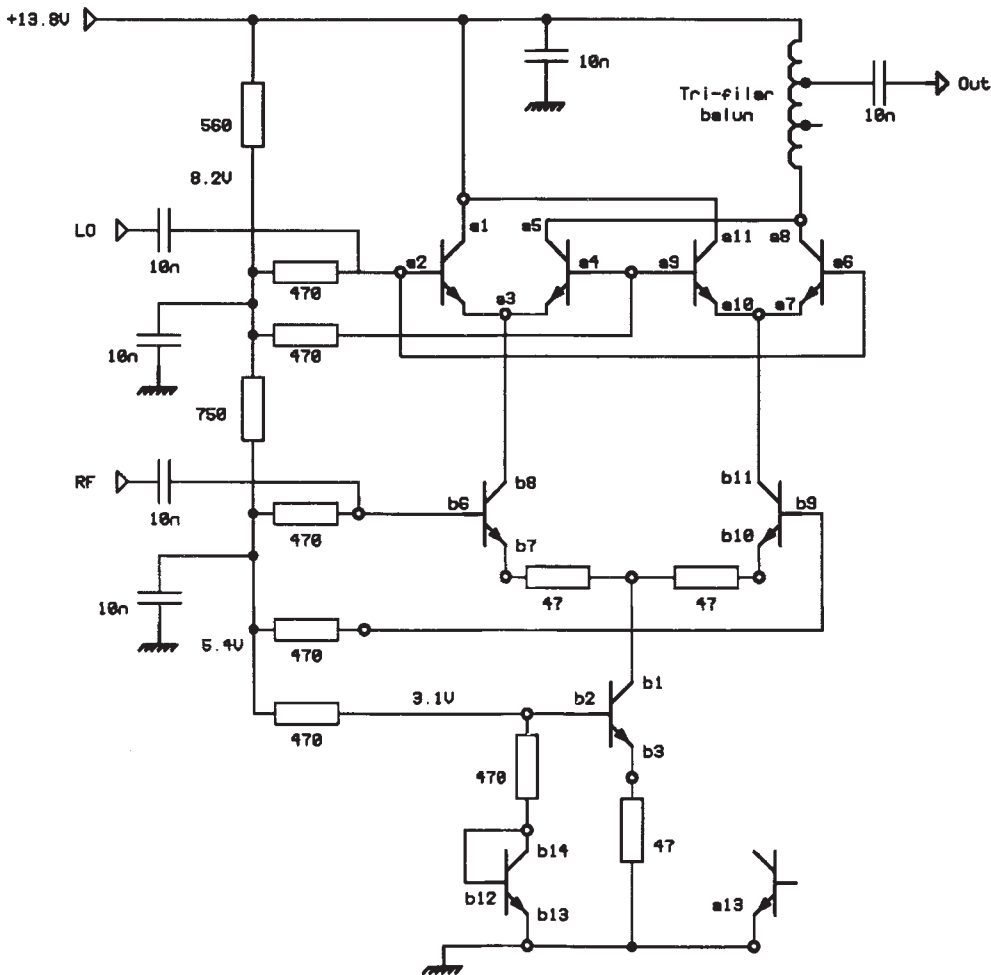 +13.8V
10n
Tri-filar
balun
Out
10n
560
8.2V
LO
10n
a1
a5
a11
a8
a2
a4
a9
a6
470
a3
a10
a7
10n
470
750
RF
10n
b8
b11
b6
b9
470
b7
b10
10n
47
47
5.4V
470
3.1V
b2
b1
470
b3
470
47
b14
b12
b13
a13